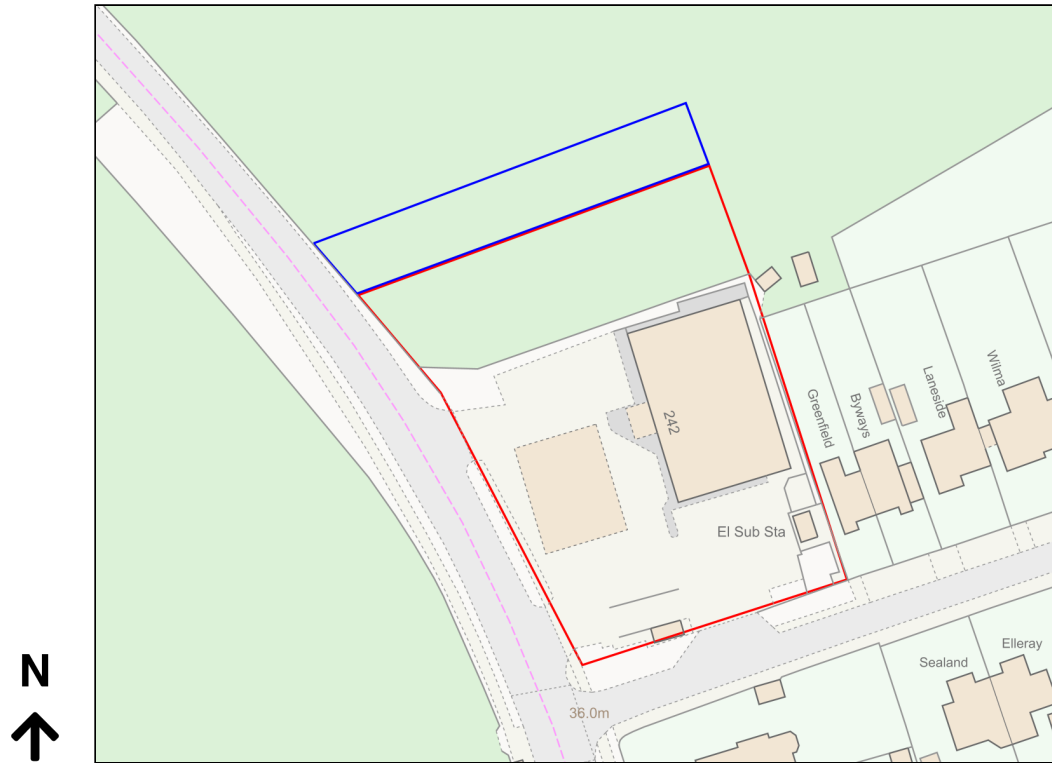 Wilma
Laneside
Greenfield
Byways
242
El Sub Sta
Elleray
Sealand
N
36.0m